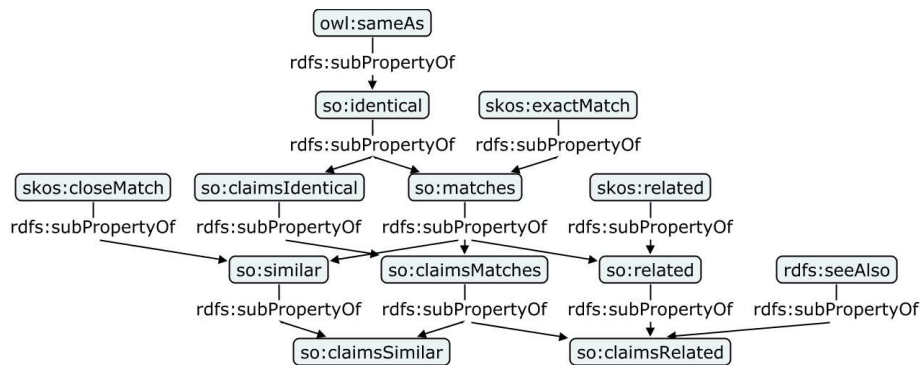 owl:sameAs
rdfs:subPropertyOf
so:identical skos:exactMatch
rdfs:subPropertyOf rdfs:subPropertyOf
skos:closeMatch so:claimsIdentical so:matches skos:related
rdfs:subPropertyOf rdfs:subPropertyOf rdfs:subPropertyOf rdfs:subPropertyOf
so:similar so:claimsMatches so:related rdfs:seeAlso
rdfs:subPropertyOf rdfs:subPropertyOf rdfs:subPropertyOf rdfs:subPropertyOf
so:claimsSimilar so:claimsRelated